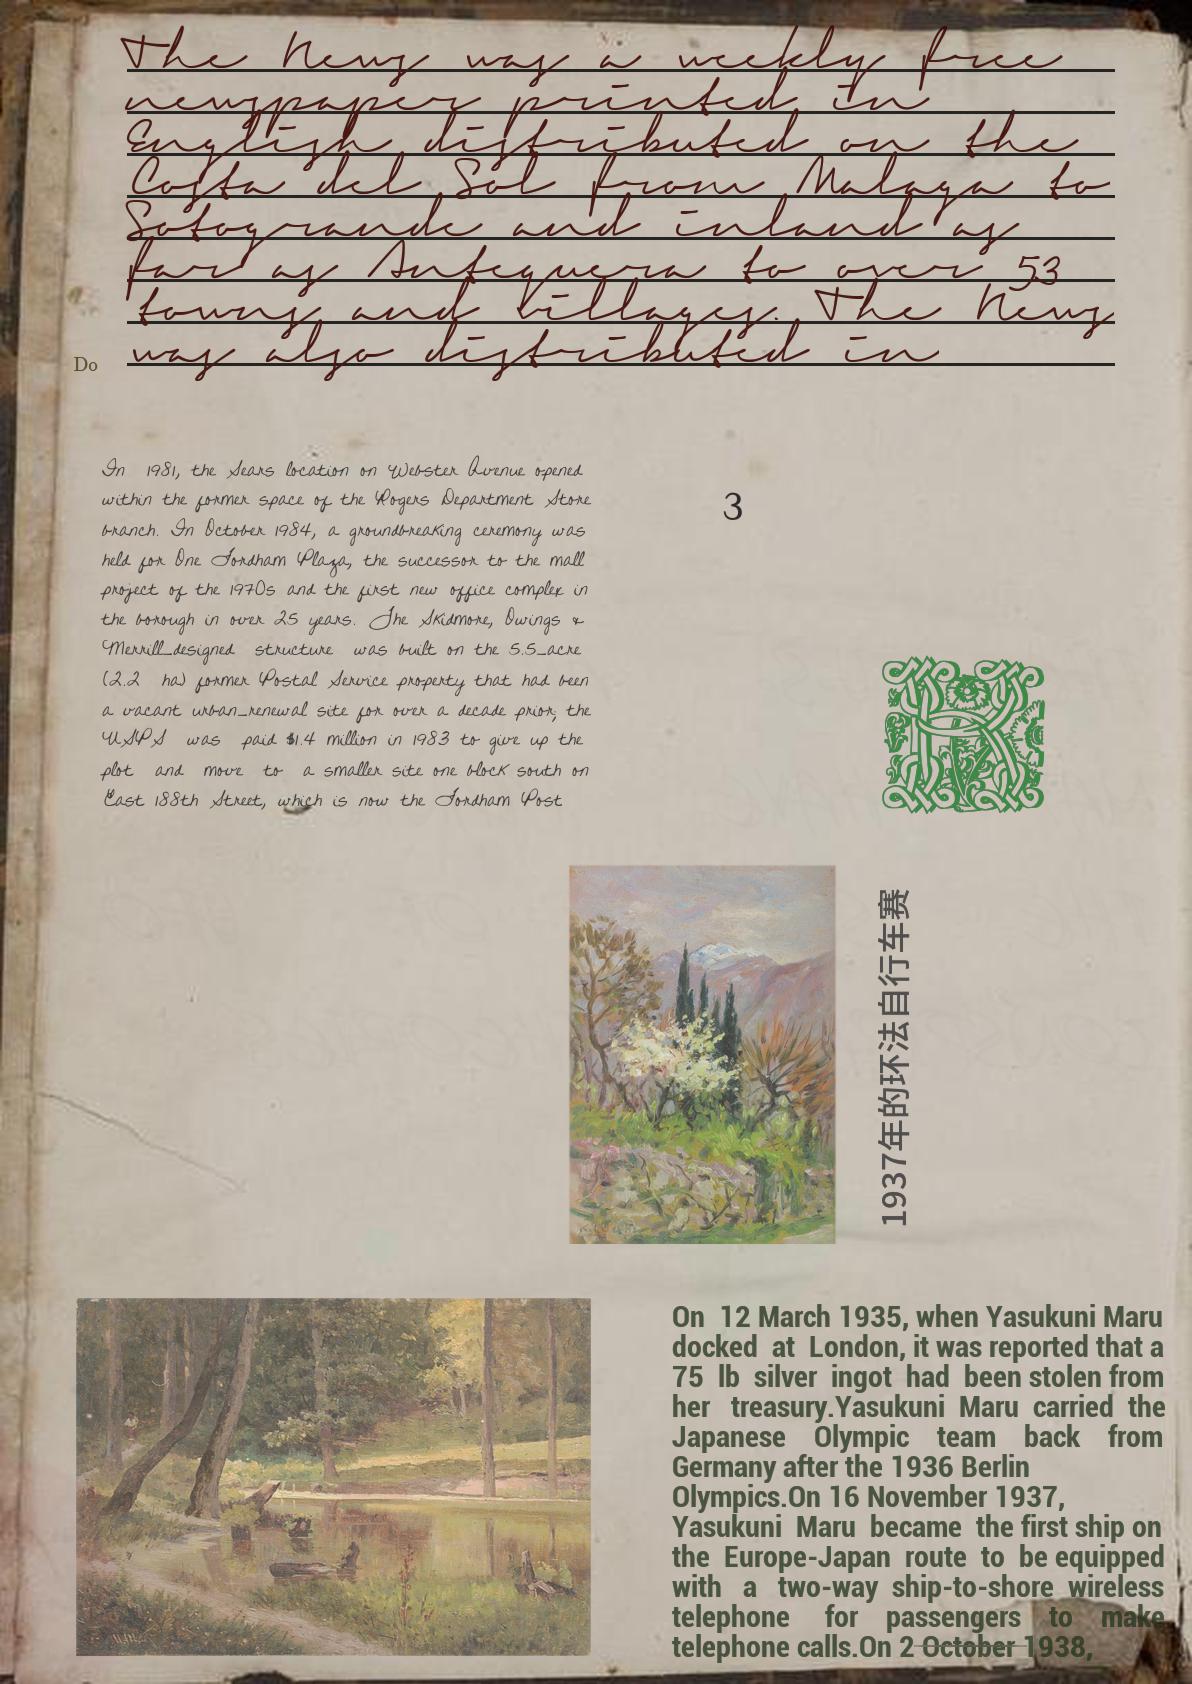 The News was a weekly free
newspaper printed in
English distributed on the
Costa del Sol from Malaga to
Sotogrande and inland as
far as Antequera to over 53
towns and villages. The News
was also distributed in
Do
In 1981, the Sears location on Webster Avenue opened
within the former space of the Rogers Department Store
branch. In October 1984, a groundbreaking ceremony was
held for One Fordham Plaza, the successor to the mall
project of the 1970s and the first new office complex in
the borough in over 25 years. The Skidmore, Owings &
Merrill-designed structure was built on the 5.5-acre
(2.2 ha) former Postal Service property that had been
a vacant urban-renewal site for over a decade prior; the
USPS was paid $1.4 million in 1983 to give up the
plot and move to a smaller site one block south on
East 188th Street, which is now the Fordham Post
3
R
1937年的环法自行车赛
On 12 March 1935, when Yasukuni Maru
docked at London, it was reported that a
75 lb silver ingot had been stolen from
her treasury.Yasukuni Maru carried the
Japanese Olympic team back from
Germany after the 1936 Berlin
Olympics.On 16 November 1937,
Yasukuni Maru became the first ship on
the Europe-Japan route to be equipped
with a two-way ship-to-shore wireless
telephone for passengers to make
telephone calls.On 2 October 1938,